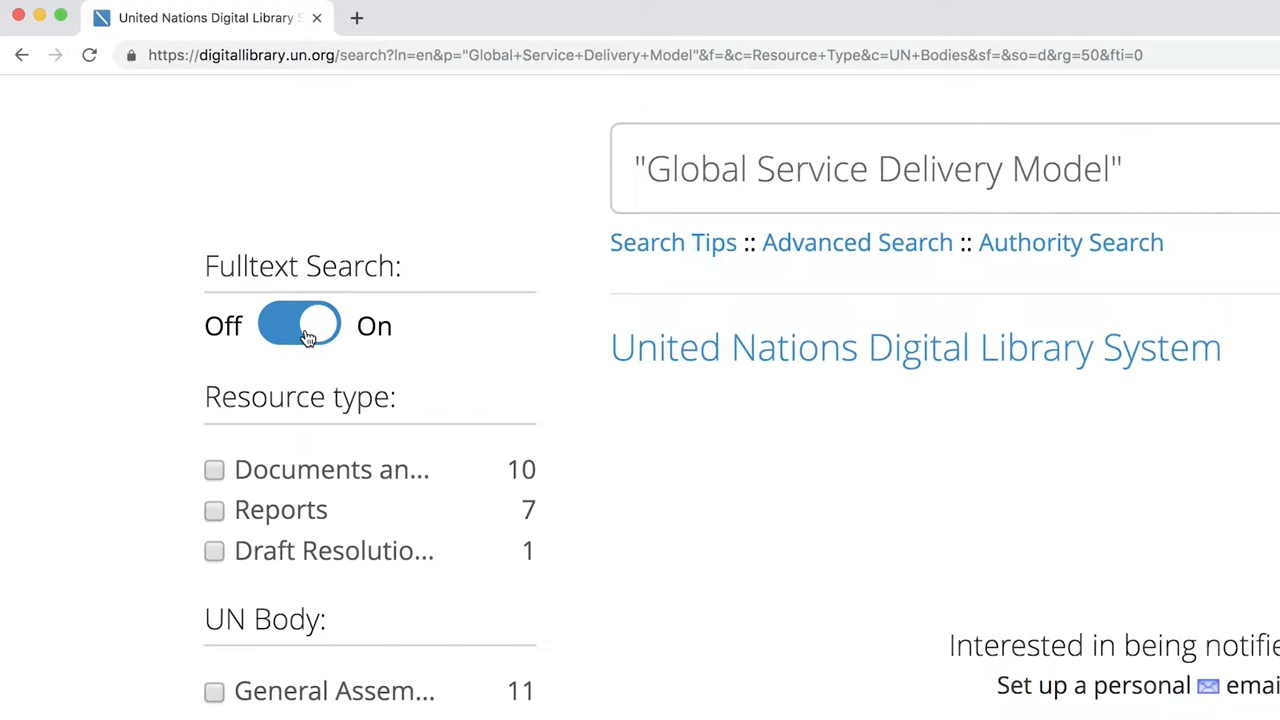 United Nations Digital Library S
https://digitallibrary.un.org/search?ln=en&p="Global+Service+Delivery+Model"&f=&c=Resource+Type&c=UN+Bodies&sf=&so=d&rg=50&fti=0
"Global Service Delivery Model"
Search Tips :: Advanced Search :: Authority Search
Fulltext Search:
Off On
United Nations Digital Library System
Resource type:
Documents an... 10
Reports 7
Draft Resolutio... 1
UN Body:
General Assem... 11
Interested in being notifie
Set up a personal emai